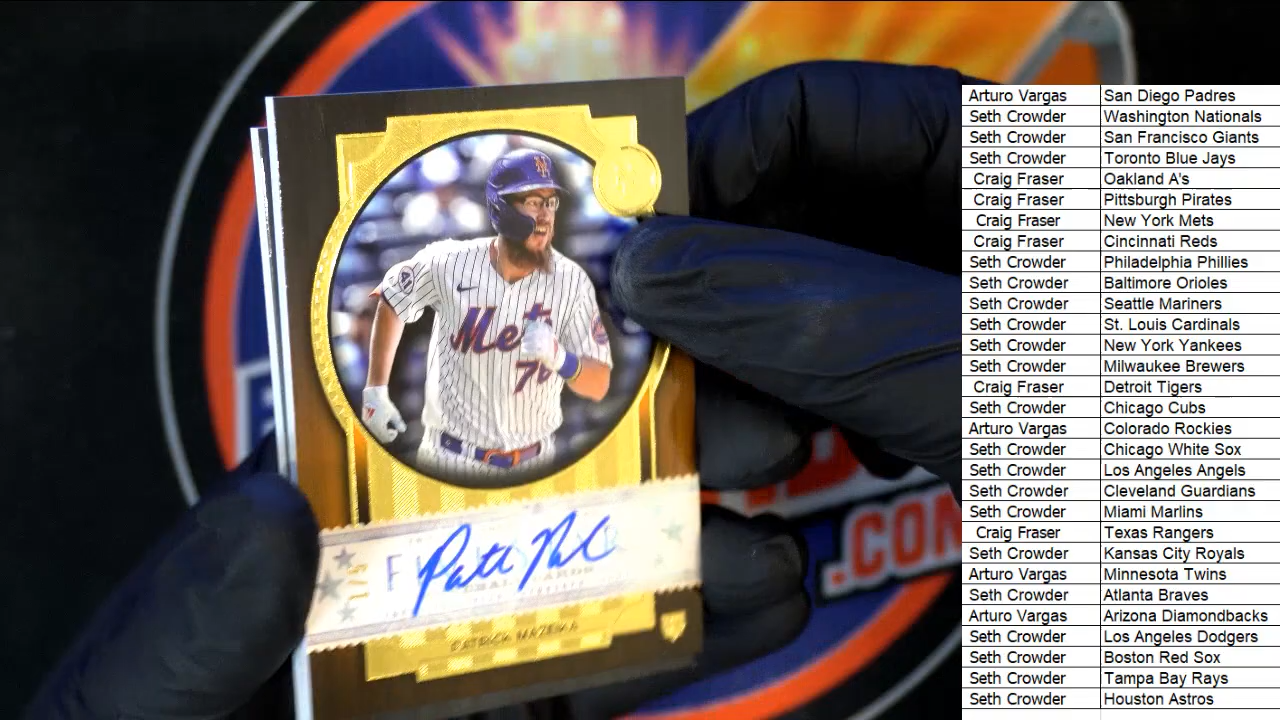 Mets
76
Patt Maz
1/5
PATRICK MAZEIKA
.COM
Arturo Vargas San Diego Padres
Seth Crowder Washington Nationals
Seth Crowder San Francisco Giants
Seth Crowder Toronto Blue Jays
Craig Fraser Oakland A's
Craig Fraser Pittsburgh Pirates
Craig Fraser New York Mets
Craig Fraser Cincinnati Reds
Seth Crowder Philadelphia Phillies
Seth Crowder Baltimore Orioles
Seth Crowder Seattle Mariners
Seth Crowder St. Louis Cardinals
Seth Crowder New York Yankees
Seth Crowder Milwaukee Brewers
Craig Fraser Detroit Tigers
Seth Crowder Chicago Cubs
Arturo Vargas Colorado Rockies
Seth Crowder Chicago White Sox
Seth Crowder Los Angeles Angels
Seth Crowder Cleveland Guardians
Seth Crowder Miami Marlins
Craig Fraser Texas Rangers
Seth Crowder Kansas City Royals
Arturo Vargas Minnesota Twins
Seth Crowder Atlanta Braves
Arturo Vargas Arizona Diamondbacks
Seth Crowder Los Angeles Dodgers
Seth Crowder Boston Red Sox
Seth Crowder Tampa Bay Rays
Seth Crowder Houston Astros